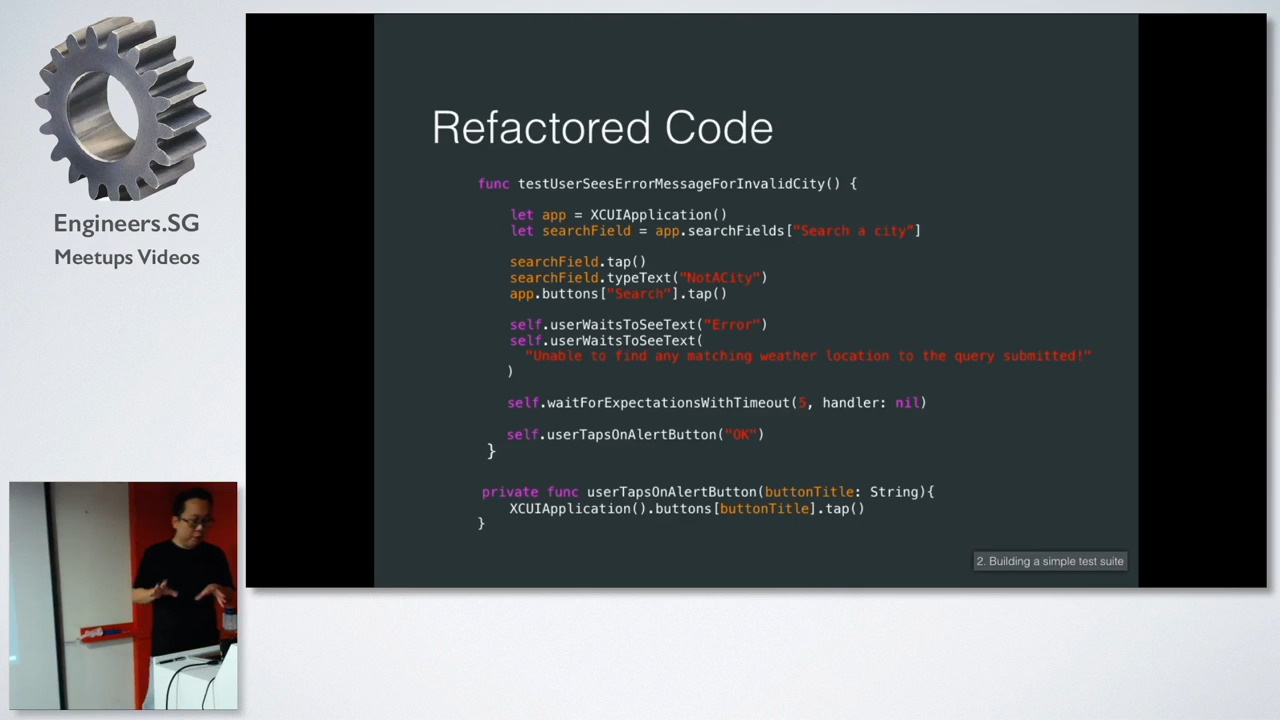 Engineers.SG
Meetups Videos
Refactored Code
func testUserSeesErrorMessageForInvalidCity() {
let app = XCUIApplication()
let searchField = app.searchFields["Search a city"]
searchField.tap()
searchField.typeText("NotACity")
app.buttons["Search"].tap()
self.userWaitsToSeeText("Error")
self.userWaitsToSeeText(
"Unable to find any matching weather location to the query submitted!"
)
self.waitForExpectationsWithTimeout(5, handler: nil)
self.userTapsOnAlertButton("OK")
}
private func userTapsOnAlertButton(buttonTitle: String){
XCUIApplication().buttons[buttonTitle].tap()
}
2. Building a simple test suite